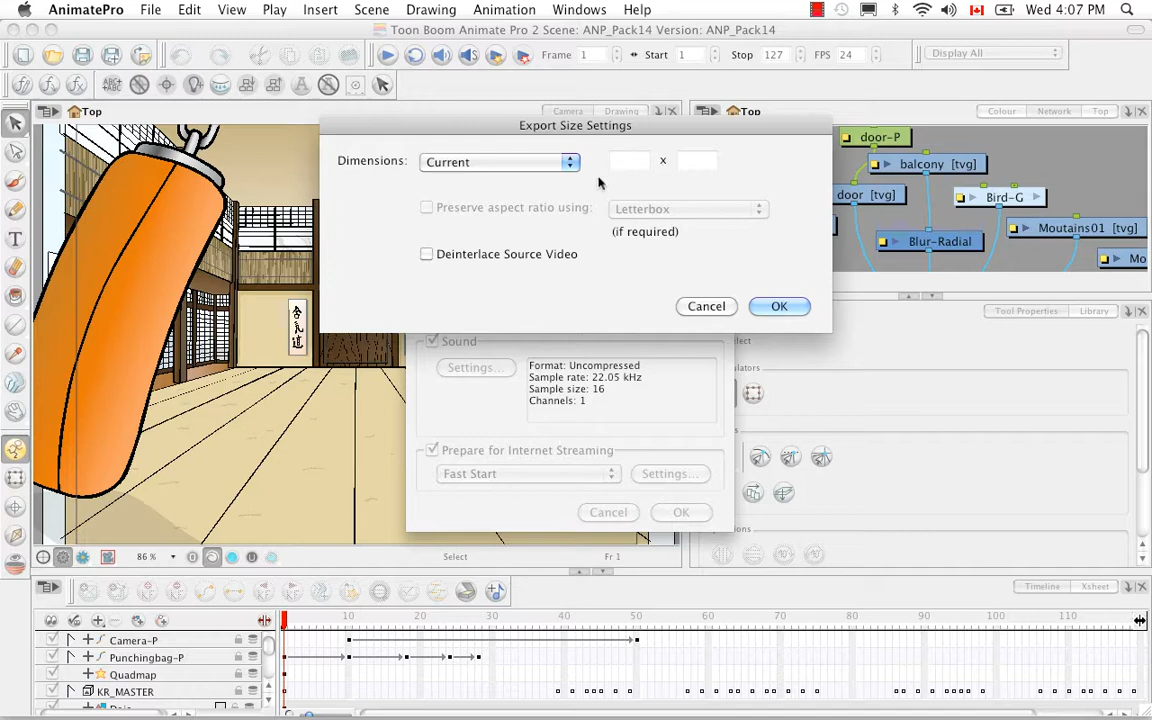 AnimatePro File Edit View Play Insert Scene Drawing Animation Windows Help Wed 4:07 PM
Toon Boom Animate Pro 2 Scene: ANP_Pack14 Version: ANP_Pack14
Frame 1 Start 1 Stop 127 FPS 24 Display All
Top Camera Drawing Top Colour Network Top
Export Size Settings
Dimensions: Current x
Preserve aspect ratio using: Letterbox
(if required)
Deinterlace Source Video
Cancel OK
door-P
balcony [tvg]
door [tvg] Bird-G
Moutains01 [tvg]
Blur-Radial
Mo
合
氣
道
Sound
Settings...
Format: Uncompressed
Sample rate: 22.05 kHz
Sample size: 16
Channels: 1
Prepare for Internet Streaming
Fast Start Settings...
Cancel OK
Tool Properties Library
86 % Select Fr 1
Timeline Xsheet
10 20 30 40 50 60 70 80 90 100 110
Camera-P
Punchingbag-P
Quadmap
KR_MASTER